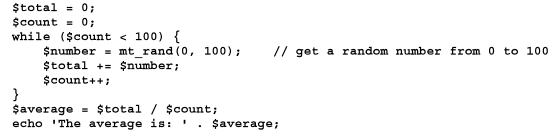 $total = 0;
$count = 0;
while ($count < 100) {
    $number = mt_rand(0, 100);    // get a random number from 0 to 100
    $total += $number;
    $count++;
}
$average = $total / $count;
echo 'The average is: ' . $average;